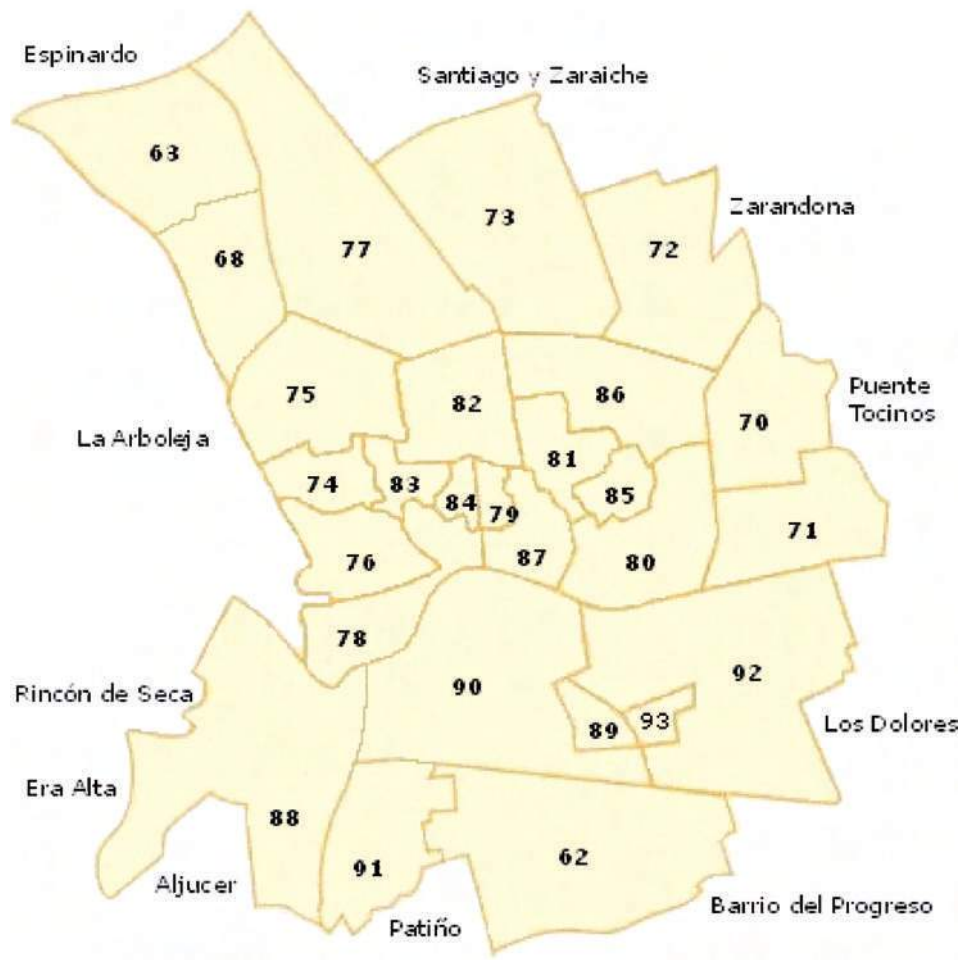 Espinardo
Santiago y Zaraiche
63
73
Zarandona
68
77
72
75
82
86
Puente
Tocinos
70
La Arboleja
81
74
83
84
79
85
71
76
87
80
78
Rincón de Seca
90
92
89
93
Los Dolores
Era Alta
88
62
91
Aljucer
Barrio del Progreso
Patiño